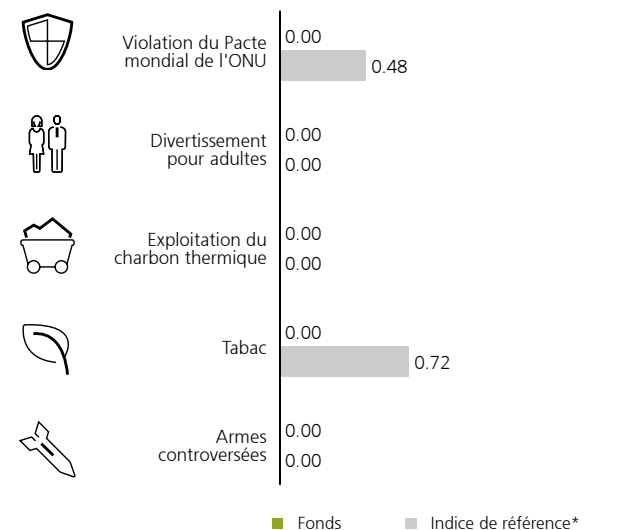 Violation du Pacte
mondial de l'ONU
0.00
0.48
Divertissement
pour adultes
0.00
0.00
Exploitation du
charbon thermique
0.00
0.00
Tabac
0.00
0.72
Armes
controversées
0.00
0.00
Fonds
Indice de référence*